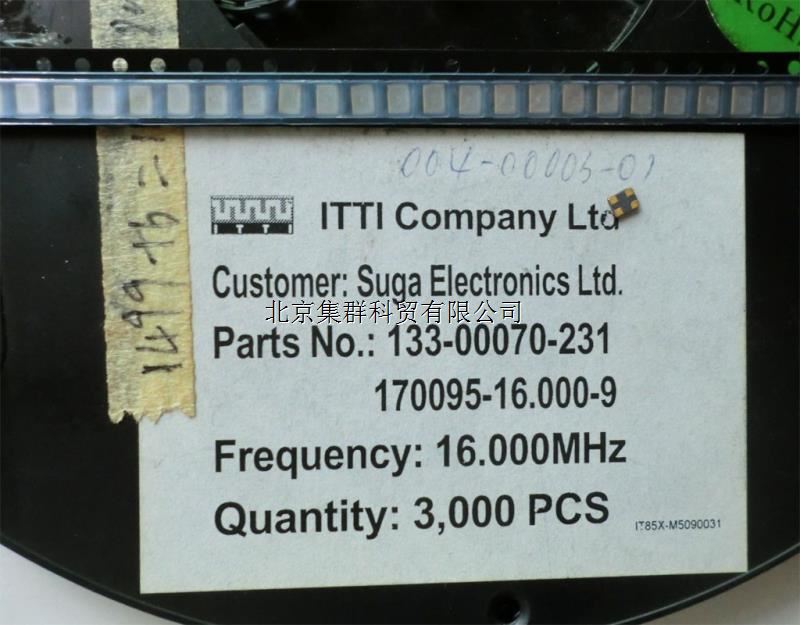 RoH
004-00005-01
ITTI
ITTI Company Ltd
Customer: Suga Electronics Ltd.
北京集群科贸有限公司
Parts No.: 133-00070-231
170095-16.000-9
Frequency: 16.000MHz
Quantity: 3,000 PCS
IT85X-M5090031